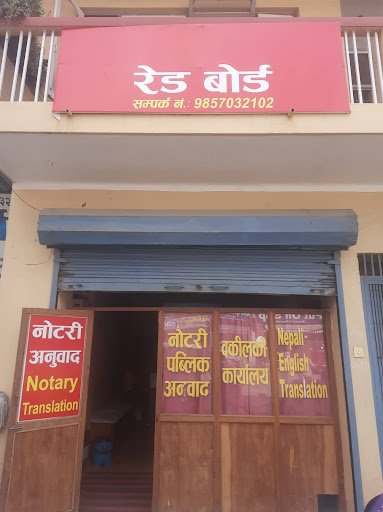 रेड बोर्ड
सम्पर्क नं.: 9857032102
नोटरी
अनुवाद
Notary
Translation
नोटरी
पब्लिक
अनुवाद
वकीलको
कार्यालय
Nepali-
English
Translation